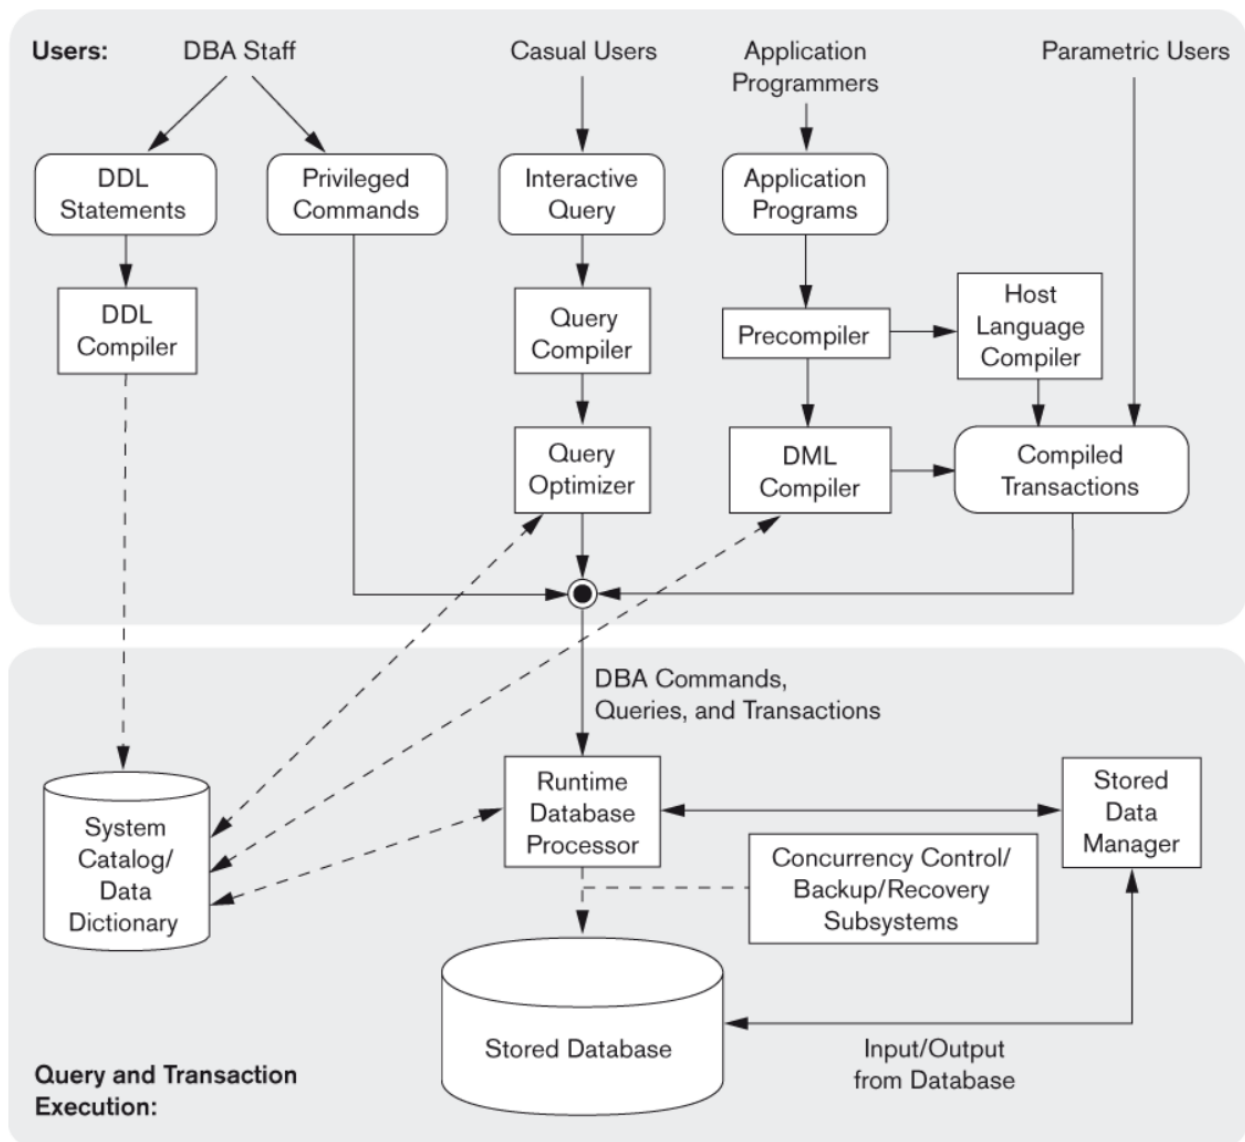 Users:
DBA Staff
Casual Users
Application
Programmers
Parametric Users
DDL
Statements
Privileged
Commands
Interactive
Query
Application
Programs
DDL
Compiler
Query
Compiler
Precompiler
Host
Language
Compiler
Query
Optimizer
DML
Compiler
Compiled
Transactions
DBA Commands,
Queries, and Transactions
System
Catalog/
Data
Dictionary
Runtime
Database
Processor
Stored
Data
Manager
Concurrency Control/
Backup/Recovery
Subsystems
Stored Database
Input/Output
from Database
Query and Transaction
Execution: